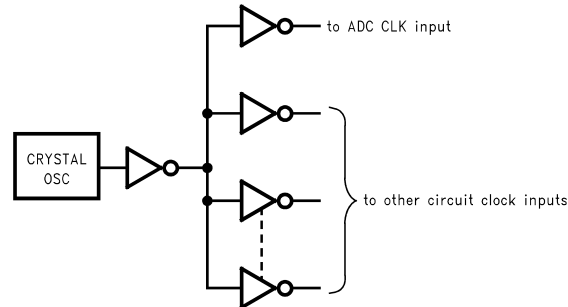 to ADC CLK input
CRYSTAL
OSC
to other circuit clock inputs